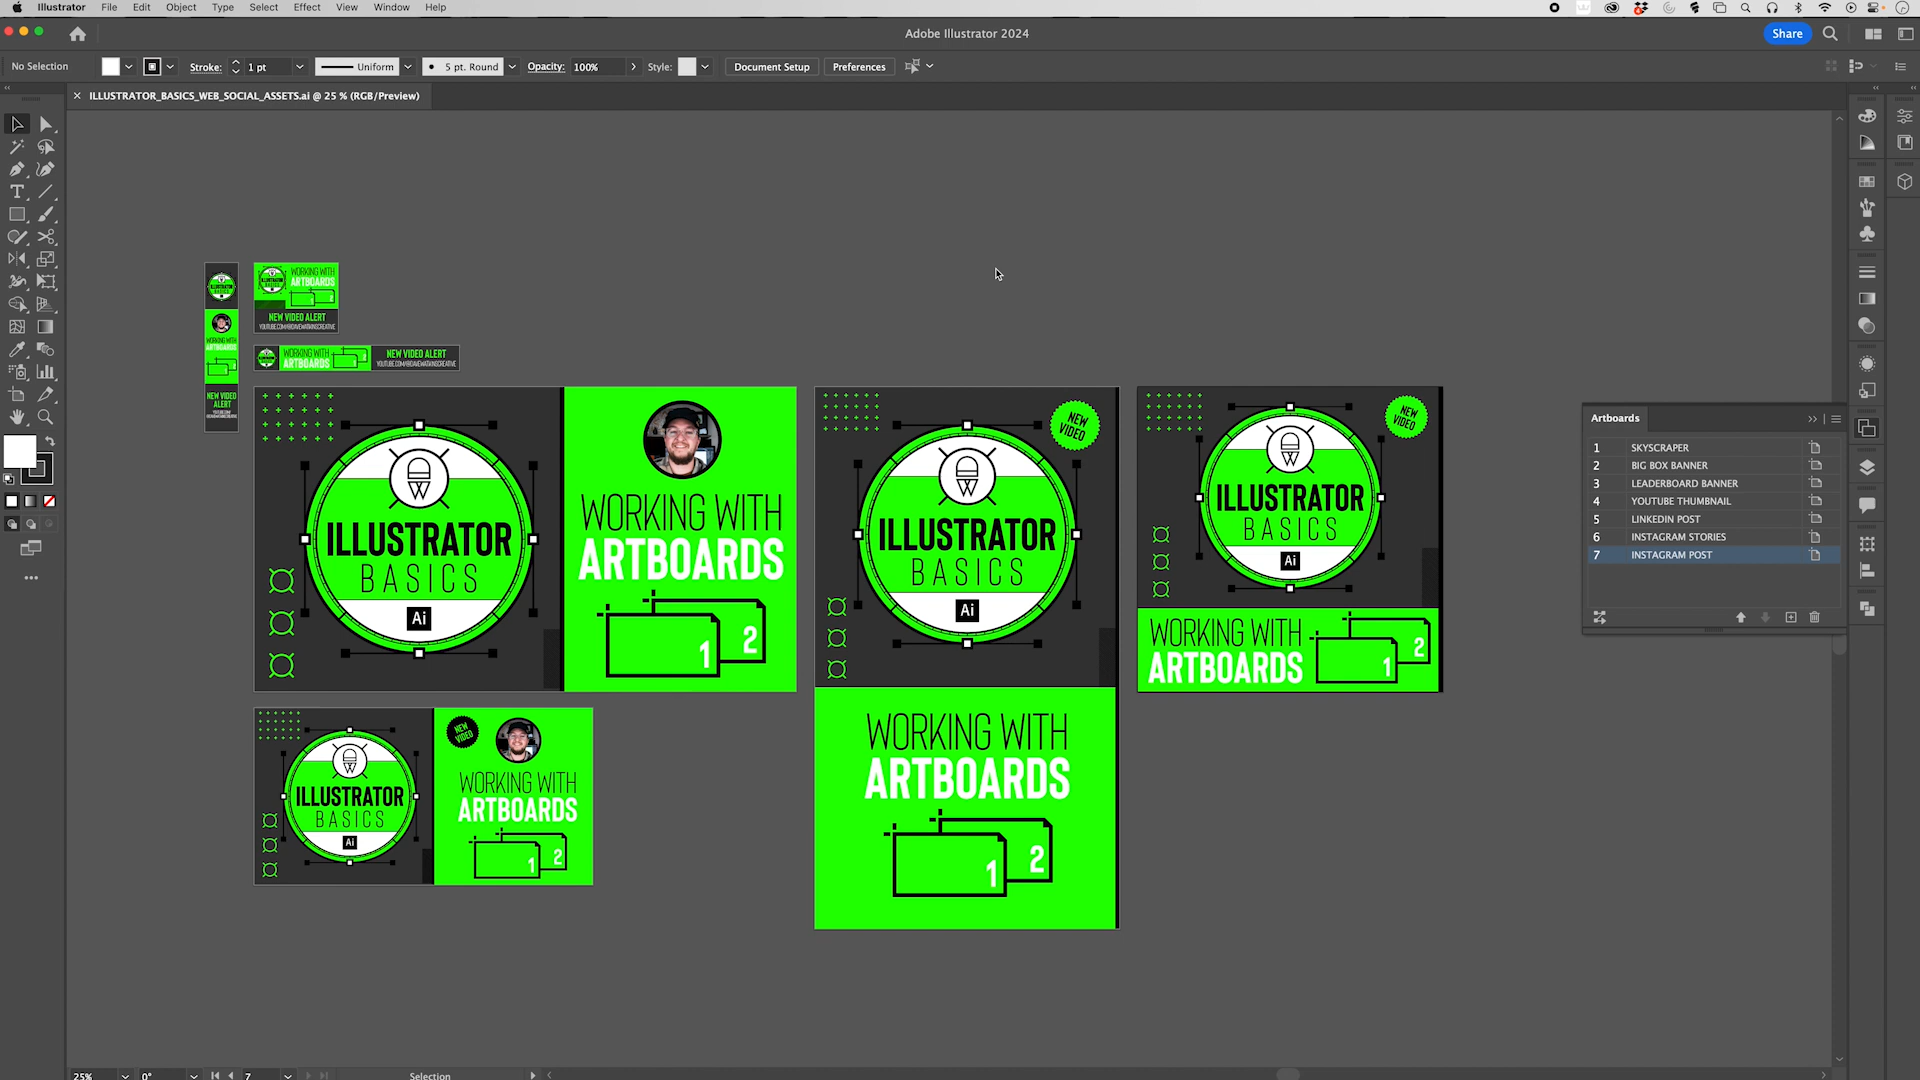 Illustrator File Edit Object Type Select Effect View Window Help
Adobe Illustrator 2024
Share
No Selection
Stroke:
1 pt
Uniform
5 pt. Round
Opacity:
100%
Style:
Document Setup
Preferences
ILLUSTRATOR_BASICS_WEB_SOCIAL_ASSETS.ai @ 25 % (RGB/Preview)
WORKING WITH
ARTBOARDS
NEW VIDEO ALERT
WORKING WITH
ARTBOARDS
NEW VIDEO
ALERT
WORKING WITH
ARTBOARDS
NEW VIDEO ALERT
ILLUSTRATOR
BASICS
Ai
WORKING WITH
ARTBOARDS
1
2
NEW
VIDEO
ILLUSTRATOR
BASICS
Ai
WORKING WITH
ARTBOARDS
1
2
NEW
VIDEO
ILLUSTRATOR
BASICS
Ai
WORKING WITH
ARTBOARDS
1
2
NEW
VIDEO
ILLUSTRATOR
BASICS
Ai
WORKING WITH
ARTBOARDS
1
2
Artboards
1 SKYSCRAPER
2 BIG BOX BANNER
3 LEADERBOARD BANNER
4 YOUTUBE THUMBNAIL
5 LINKEDIN POST
6 INSTAGRAM STORIES
7 INSTAGRAM POST
25%
0°
7
Selection